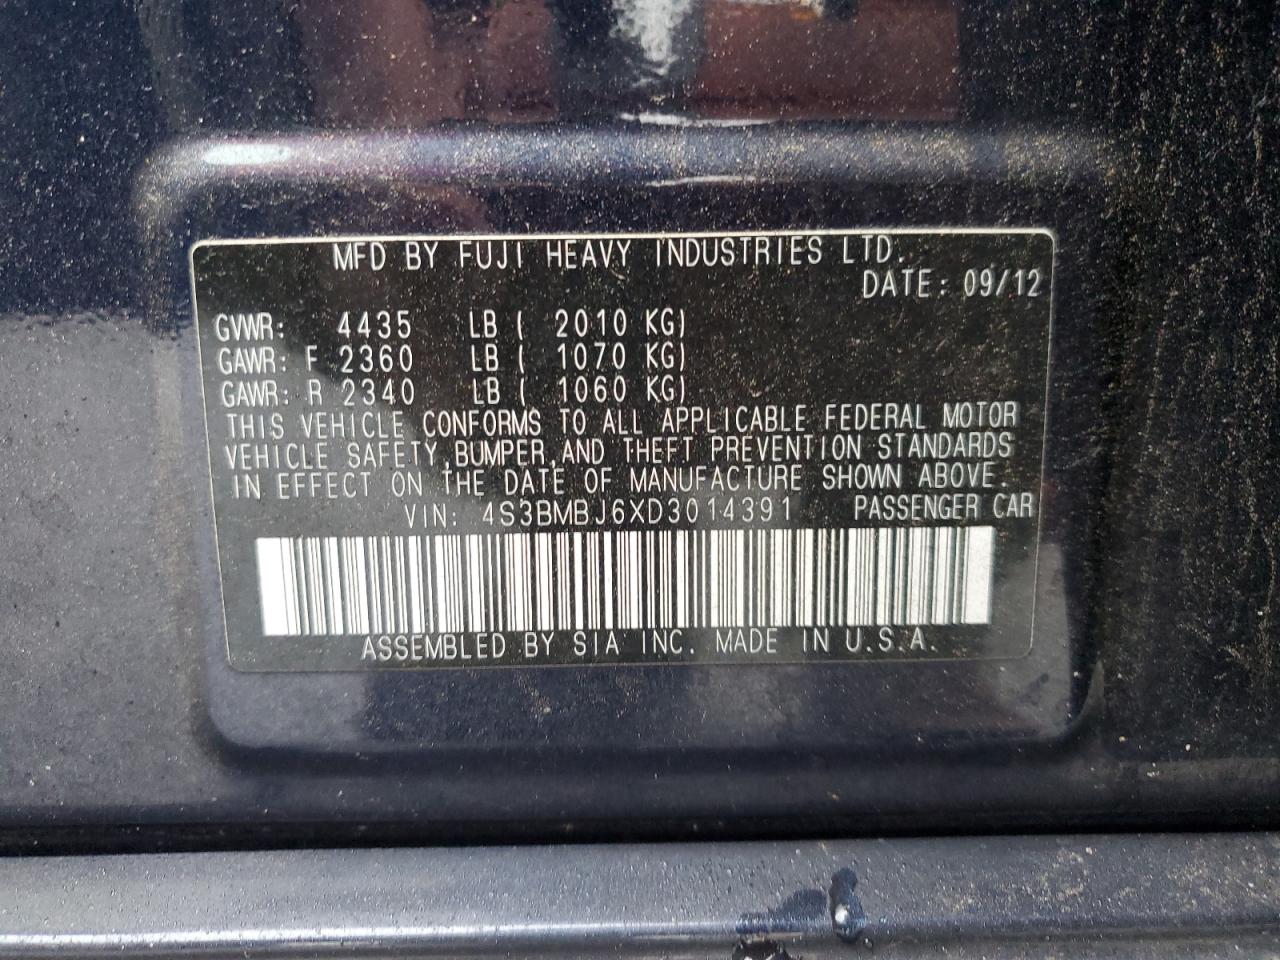 MFD BY FUJI HEAVY INDUSTRIES LTD.
DATE: 09/12
GVWR: 4435 LB ( 2010 KG)
GAWR: F 2360 LB ( 1070 KG)
GAWR: R 2340 LB ( 1060 KG)
THIS VEHICLE CONFORMS TO ALL APPLICABLE FEDERAL MOTOR
VEHICLE SAFETY,BUMPER,AND THEFT PREVENTION STANDARDS
IN EFFECT ON THE DATE OF MANUFACTURE SHOWN ABOVE.
VIN: 4S3BMBJ6XD3014391 PASSENGER CAR
ASSEMBLED BY SIA INC. MADE IN U.S.A.